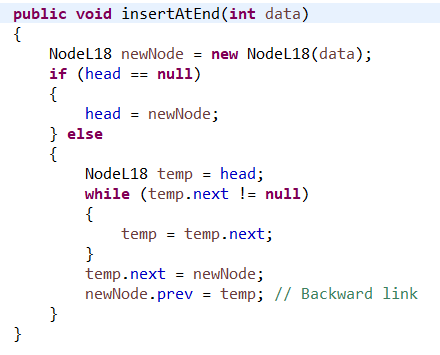 public void insertAtEnd(int data)
{
    NodeL18 newNode = new NodeL18(data);
    if (head == null)
    {
        head = newNode;
    } else
    {
        NodeL18 temp = head;
        while (temp.next != null)
        {
            temp = temp.next;
        }
        temp.next = newNode;
        newNode.prev = temp; // Backward link
    }
}